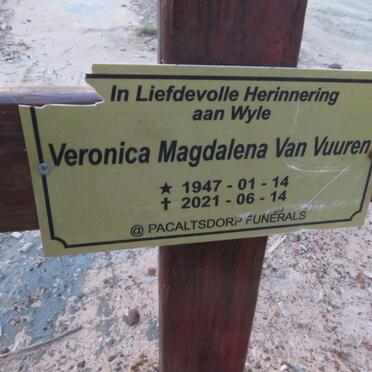 In Liefdevolle Herinnering
aan Wyle
Veronica Magdalena Van Vuuren
★ 1947 - 01 - 14
✝ 2021 - 06 - 14
@ PACALTSDORP FUNERALS